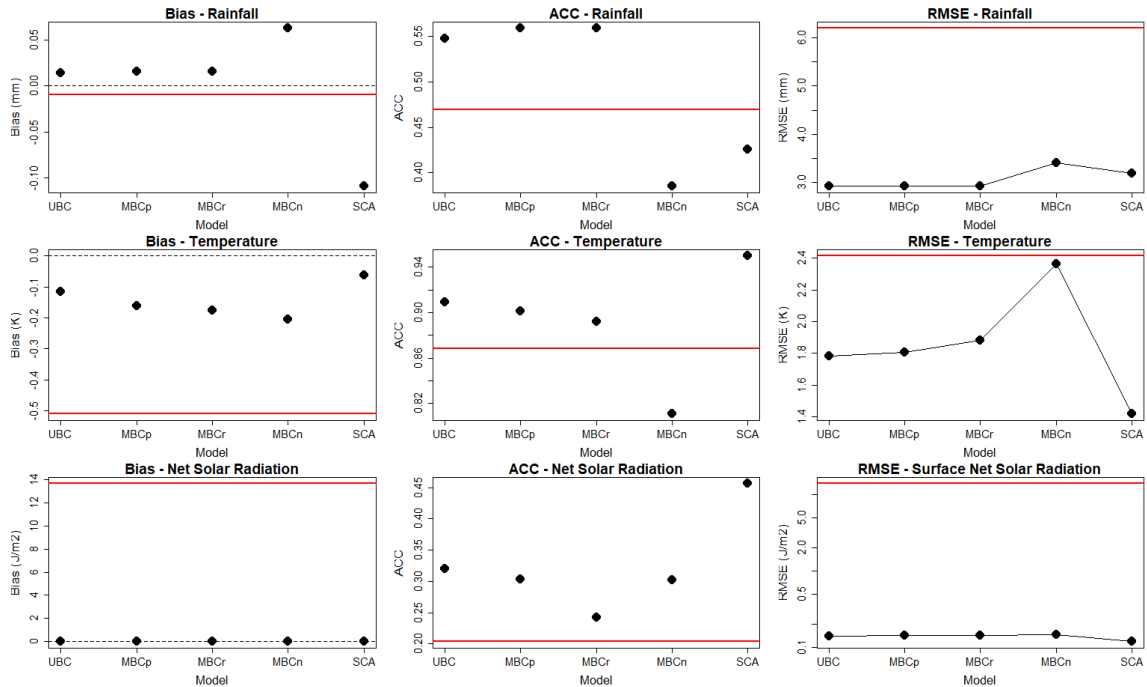 Bias - Rainfall
Bias (mm)
0.05
0.00
-0.05
-0.10
UBC MBCp MBCr MBCn SCA
Model
ACC - Rainfall
ACC
0.55
0.50
0.45
0.40
UBC MBCp MBCr MBCn SCA
Model
RMSE - Rainfall
RMSE (mm)
6.0
5.0
4.0
3.0
UBC MBCp MBCr MBCn SCA
Model
Bias - Temperature
Bias (K)
0.0
-0.1
-0.2
-0.3
-0.4
-0.5
UBC MBCp MBCr MBCn SCA
Model
ACC - Temperature
ACC
0.94
0.90
0.86
0.82
UBC MBCp MBCr MBCn SCA
Model
RMSE - Temperature
RMSE (K)
2.4
2.2
2.0
1.8
1.6
1.4
UBC MBCp MBCr MBCn SCA
Model
Bias - Net Solar Radiation
Bias (J/m2)
14
12
10
8
6
4
2
0
UBC MBCp MBCr MBCn SCA
Model
ACC - Net Solar Radiation
ACC
0.45
0.40
0.35
0.30
0.25
0.20
UBC MBCp MBCr MBCn SCA
Model
RMSE - Surface Net Solar Radiation
RMSE (J/m2)
5.0
2.0
0.5
0.1
UBC MBCp MBCr MBCn SCA
Model